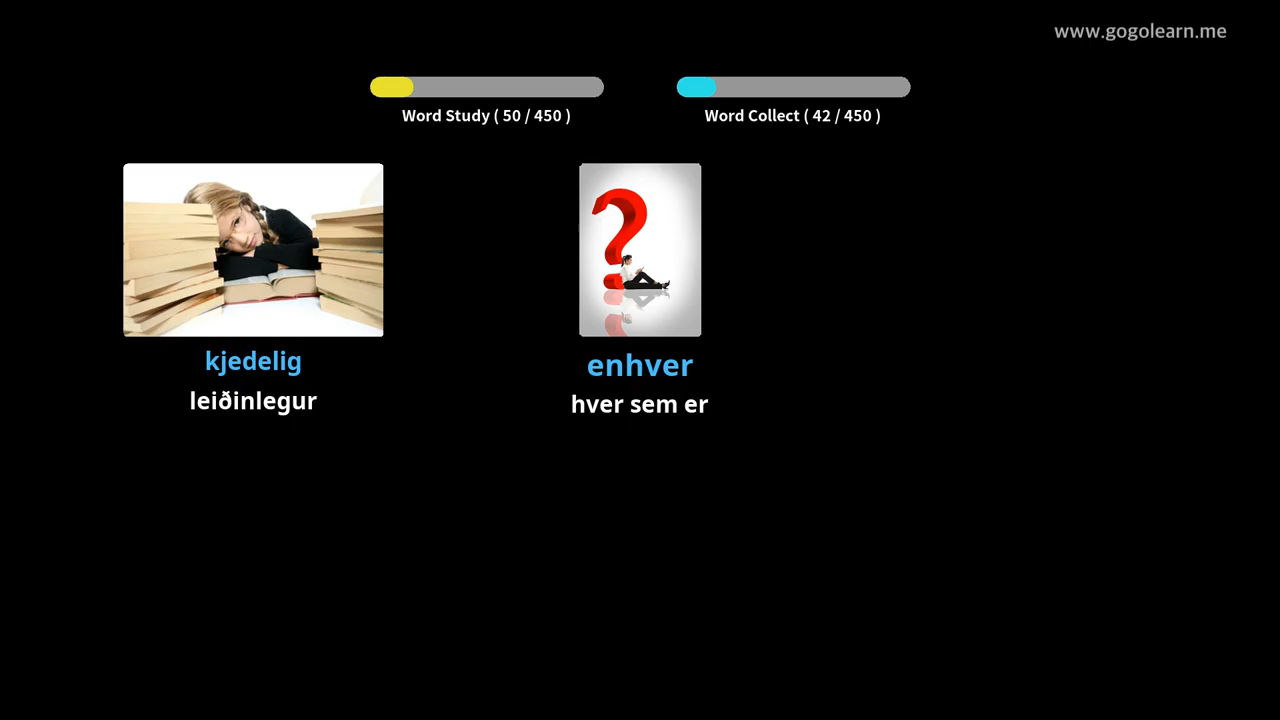 www.gogolearn.me
Word Study ( 50 / 450 )
Word Collect ( 42 / 450 )
kjedelig
leiðinlegur
enhver
hver sem er